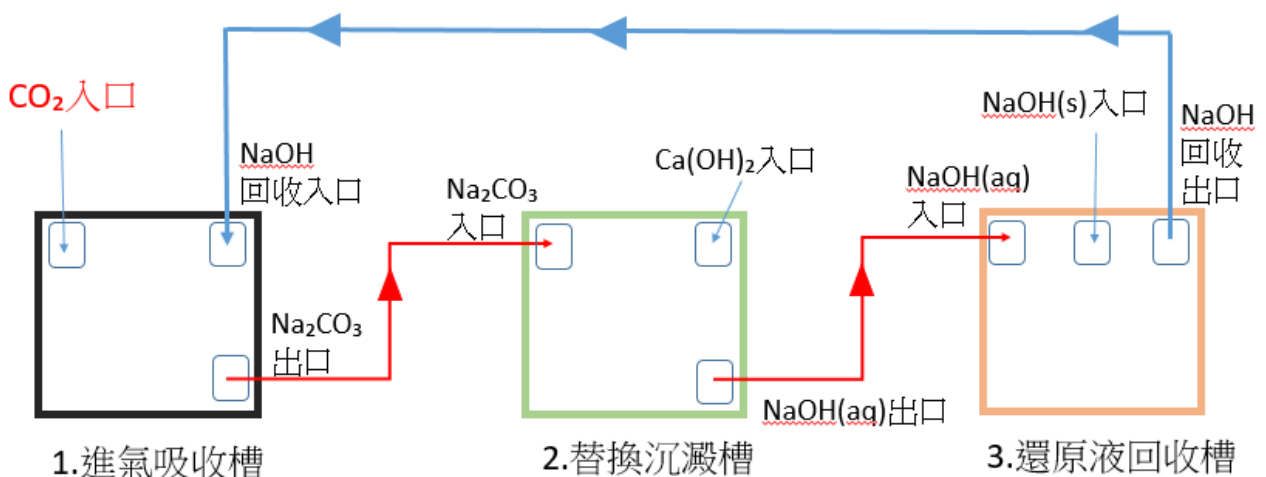 CO₂入口
NaOH
回收入口
Na₂CO₃
出口
1.進氣吸收槽
Na₂CO₃
入口
Ca(OH)₂入口
NaOH(aq)出口
2.替換沉澱槽
NaOH(aq)
入口
NaOH(s)入口
NaOH
回收
出口
3.還原液回收槽